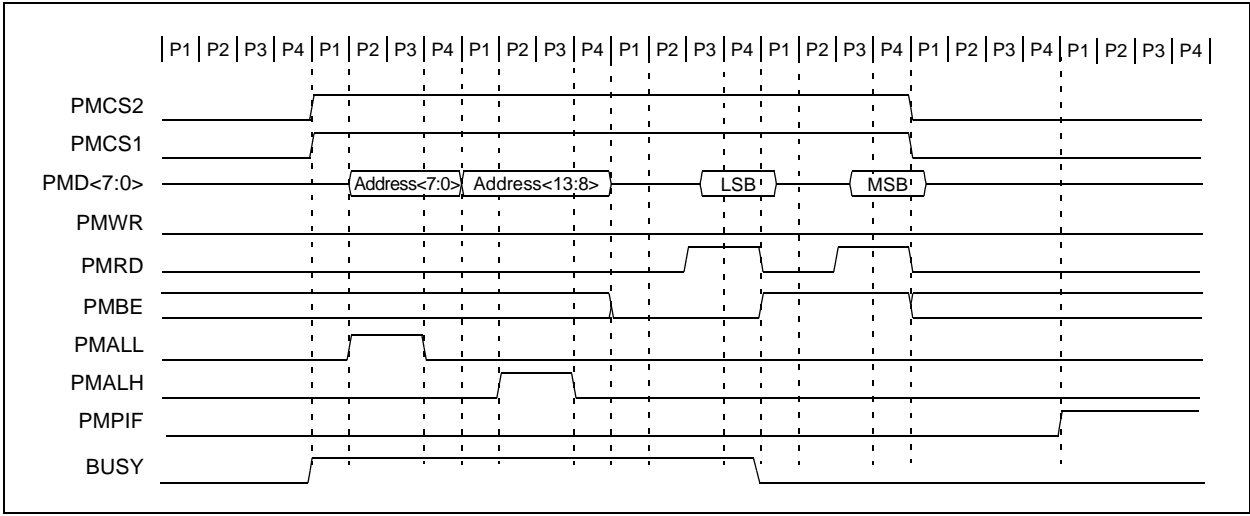 P1 P2 P3 P4 P1 P2 P3 P4 P1 P2 P3 P4 P1 P2 P3 P4 P1 P2 P3 P4 P1 P2 P3 P4 P1 P2 P3 P4
PMCS2
PMCS1
PMD<7:0> Address<7:0> Address<13:8> LSB MSB
PMWR
PMRD
PMBE
PMALL
PMALH
PMPIF
BUSY